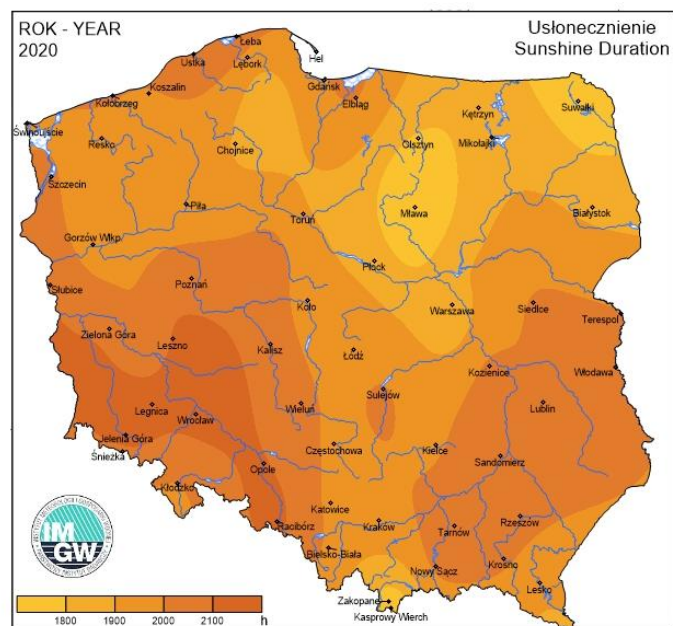 ROK - YEAR
2020
Usłonecznienie
Sunshine Duration
Łeba
Ustka
Lębork
Hel
Gdańsk
Koszalin
Elbląg
Kołobrzeg
Kętrzyn
Suwałki
Świnoujście
Resko
Chojnice
Olsztyn
Mikołajki
Szczecin
Piła
Toruń
Mława
Białystok
Gorzów Wlkp.
Płock
Słubice
Poznań
Koło
Warszawa
Siedlce
Terespol
Zielona Góra
Leszno
Kalisz
Łódź
Kozienice
Włodawa
Legnica
Wrocław
Wieluń
Sulejów
Lublin
Jelenia Góra
Śnieżka
Opole
Częstochowa
Kielce
Sandomierz
Kłodzko
Katowice
Racibórz
Kraków
Tarnów
Rzeszów
Bielsko-Biała
Nowy Sącz
Krosno
Lesko
Zakopane
Kasprowy Wierch
IM
GW
1800 1900 2000 2100 h